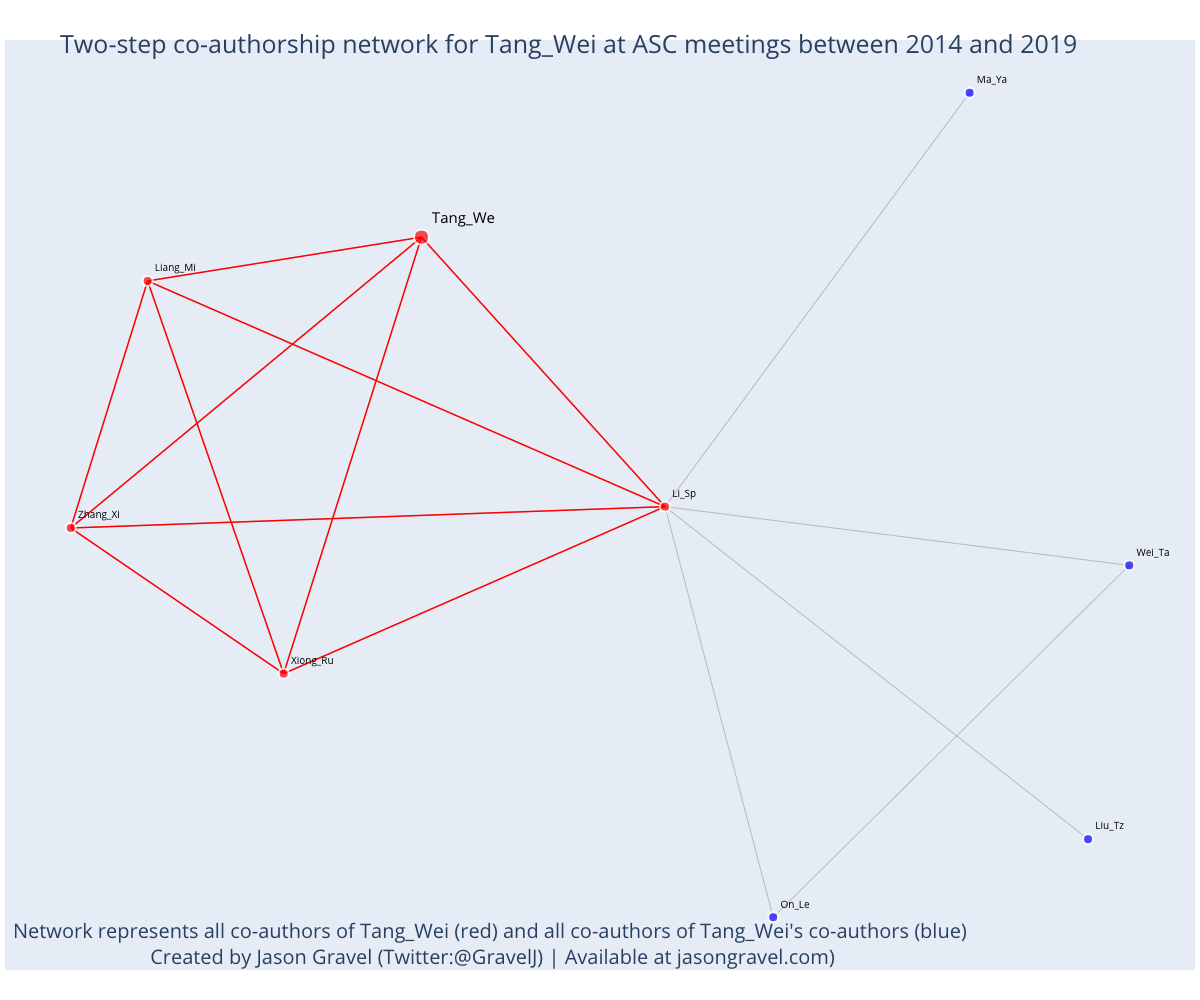 Two-step co-authorship network for Tang_Wei at ASC meetings between 2014 and 2019
Ma_Ya
Tang_We
Liang_Mi
Li_Sp
Zhang_Xi
Wei_Ta
Xiong_Ru
Liu_Tz
On_Le
Network represents all co-authors of Tang_Wei (red) and all co-authors of Tang_Wei's co-authors (blue)
Created by Jason Gravel (Twitter:@GravelJ) | Available at jasongravel.com)